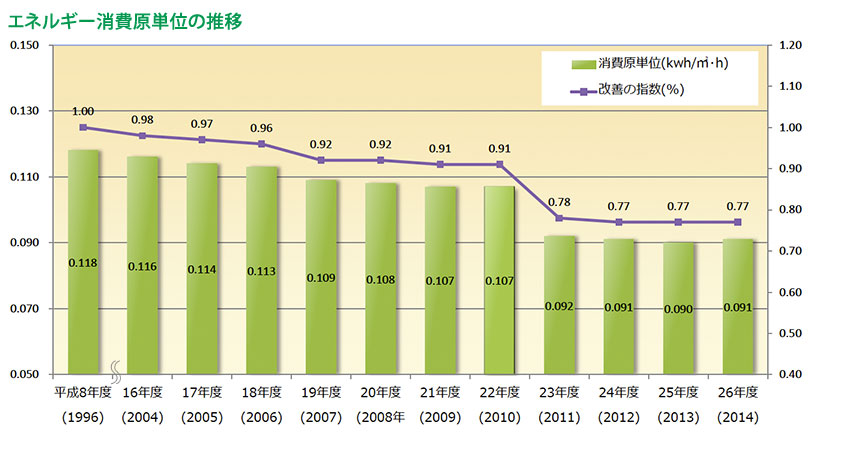 エネルギー消費原単位の推移
0.150
0.130
0.110
0.090
0.070
0.050
1.20
1.10
1.00
0.90
0.80
0.70
0.60
0.50
0.40
消費原単位(kwh/㎡·h)
改善の指数(%)
1.00 0.98 0.97 0.96 0.92 0.92 0.91 0.91 0.78 0.77 0.77 0.77
0.118 0.116 0.114 0.113 0.109 0.108 0.107 0.107 0.092 0.091 0.090 0.091
平成8年度 16年度 17年度 18年度 19年度 20年度 21年度 22年度 23年度 24年度 25年度 26年度
(1996) (2004) (2005) (2006) (2007) (2008年 (2009) (2010) (2011) (2012) (2013) (2014)